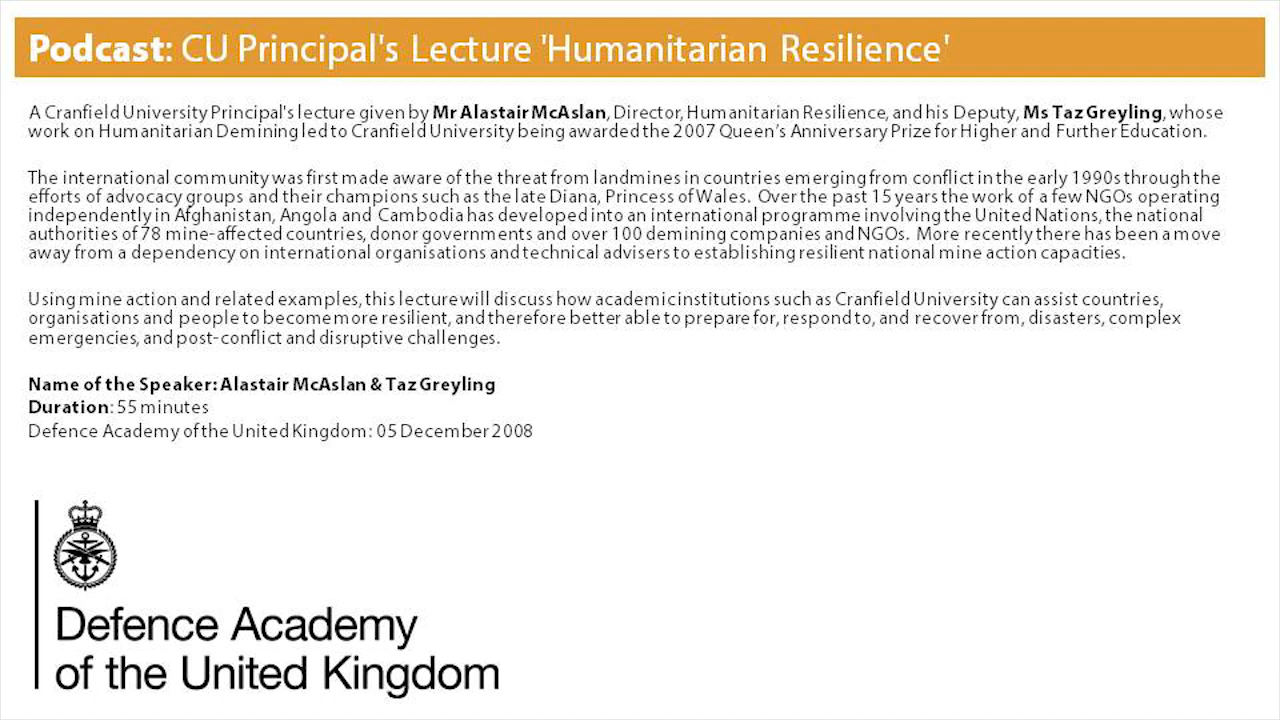 Podcast: CU Principal's Lecture 'Humanitarian Resilience'
A Cranfield University Principal's lecture given by Mr Alastair McAslan, Director, Humanitarian Resilience, and his Deputy, Ms Taz Greyling, whose
work on Humanitarian Demining led to Cranfield University being awarded the 2007 Queen's Anniversary Prize for Higher and Further Education.
The international community was first made aware of the threat from landmines in countries emerging from conflict in the early 1990s through the
efforts of advocacy groups and their champions such as the late Diana, Princess of Wales. Over the past 15 years the work of a few NGOs operating
independently in Afghanistan, Angola and Cambodia has developed into an international programme involving the United Nations, the national
authorities of 78 mine-affected countries, donor governments and over 100 demining companies and NGOs. More recently there has been a move
away from a dependency on international organisations and technical advisers to establishing resilient national mine action capacities.
Using mine action and related examples, this lecture will discuss how academic institutions such as Cranfield University can assist countries,
organisations and people to become more resilient, and therefore better able to prepare for, respond to, and recover from, disasters, complex
emergencies, and post-conflict and disruptive challenges.
Name of the Speaker: Alastair McAslan & Taz Greyling
Duration: 55 minutes
Defence Academy of the United Kingdom: 05 December 2008
Defence Academy
of the United Kingdom